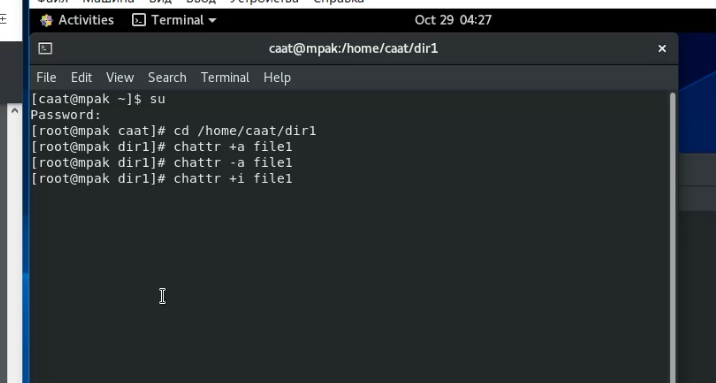 Файл Машина Вид Ввод Устройства Справка
Activities Terminal Oct 29 04:27
caat@mpak:/home/caat/dir1
File Edit View Search Terminal Help
[caat@mpak ~]$ su
Password:
[root@mpak caat]# cd /home/caat/dir1
[root@mpak dir1]# chattr +a file1
[root@mpak dir1]# chattr -a file1
[root@mpak dir1]# chattr +i file1